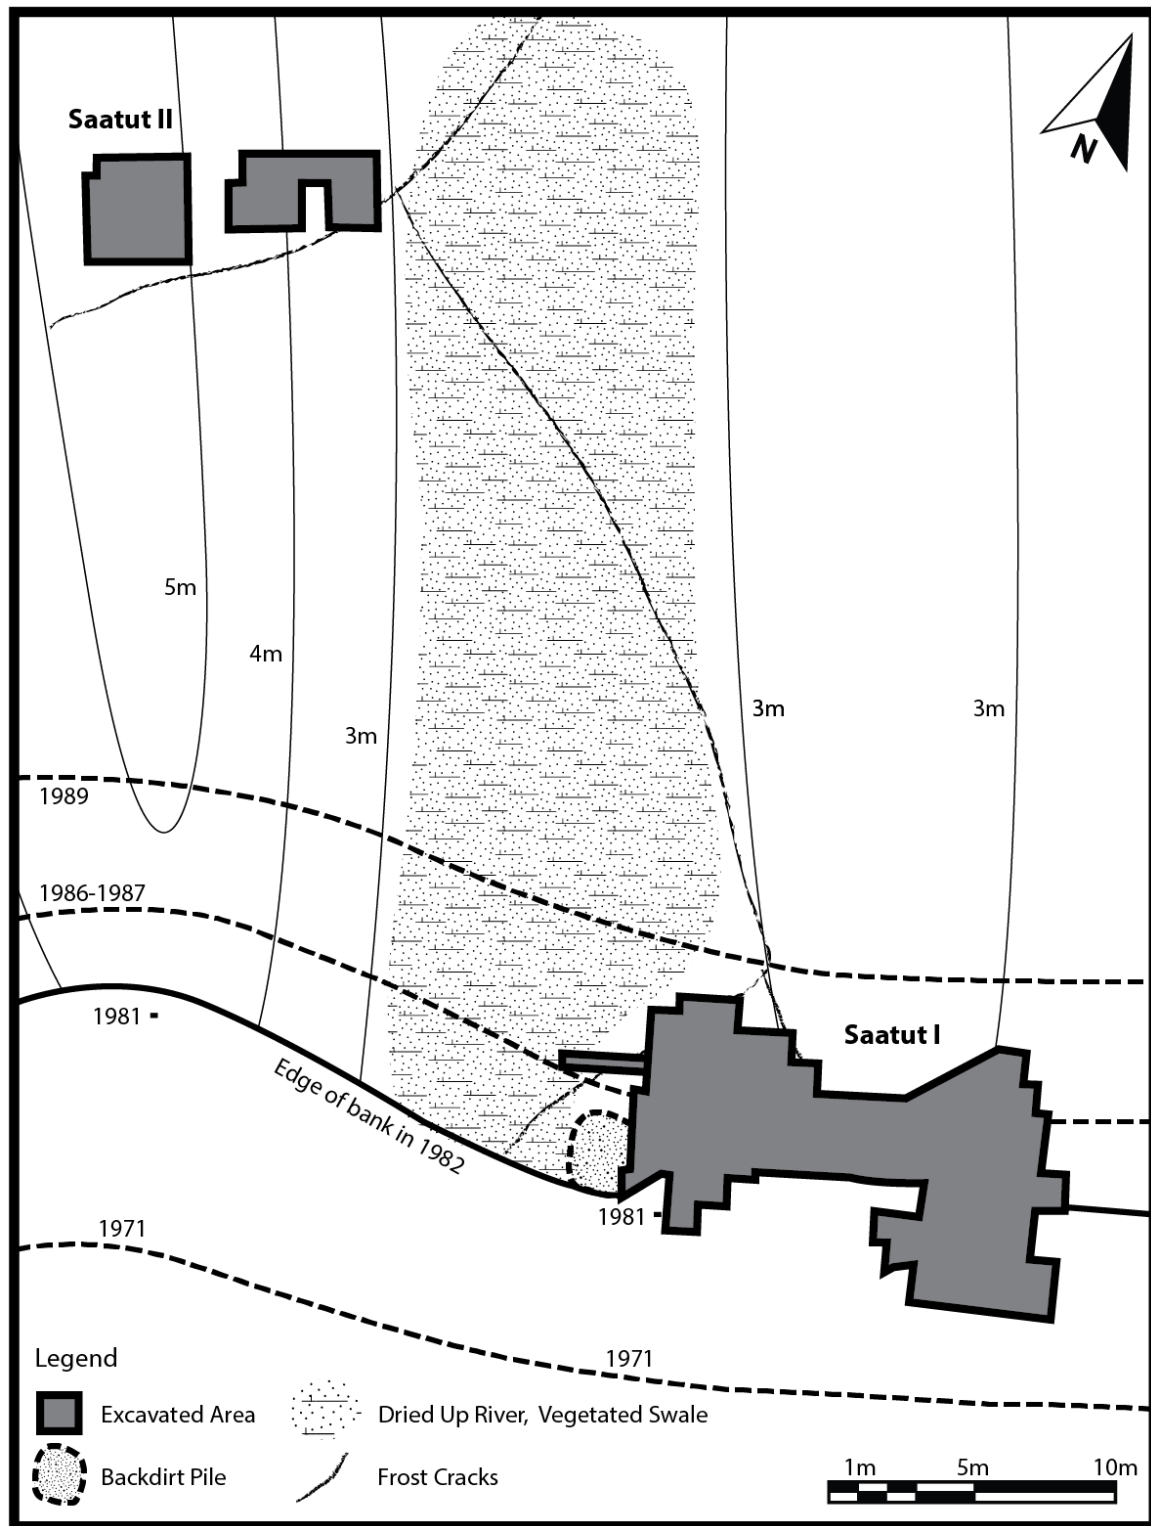 Saatut II
N
5m
4m
3m
3m
3m
1989
1986-1987
1981
Edge of bank in 1982
Saatut I
1981
1971
1971
Legend
Excavated Area
Dried Up River, Vegetated Swale
Backdirt Pile
Frost Cracks
1m 5m 10m